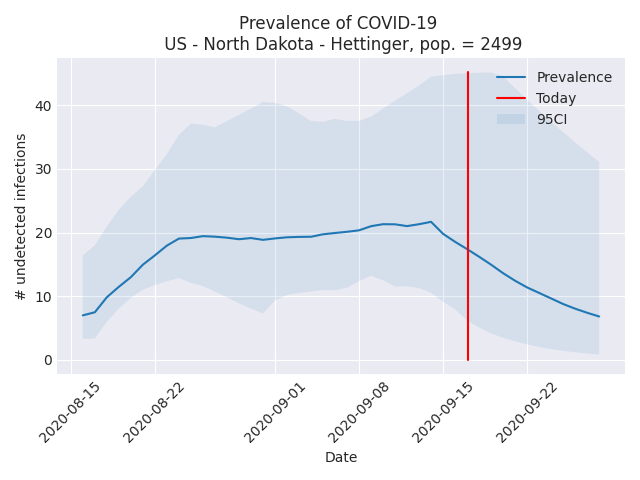 Prevalence of COVID-19
US - North Dakota - Hettinger, pop. = 2499
Prevalence
Today
95CI
# undetected infections
40
30
20
10
0
2020-08-15
2020-08-22
2020-09-01
2020-09-08
2020-09-15
2020-09-22
Date